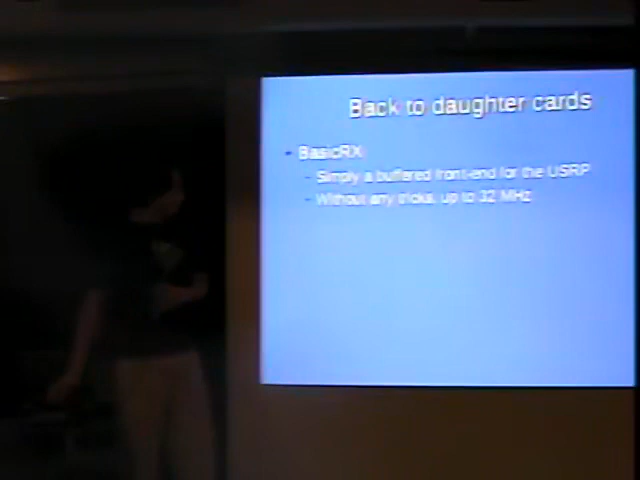 Back to daughter cards
BasicRX
Simply a buffered front-end for the USRP
Without any tricks, up to 32 MHz